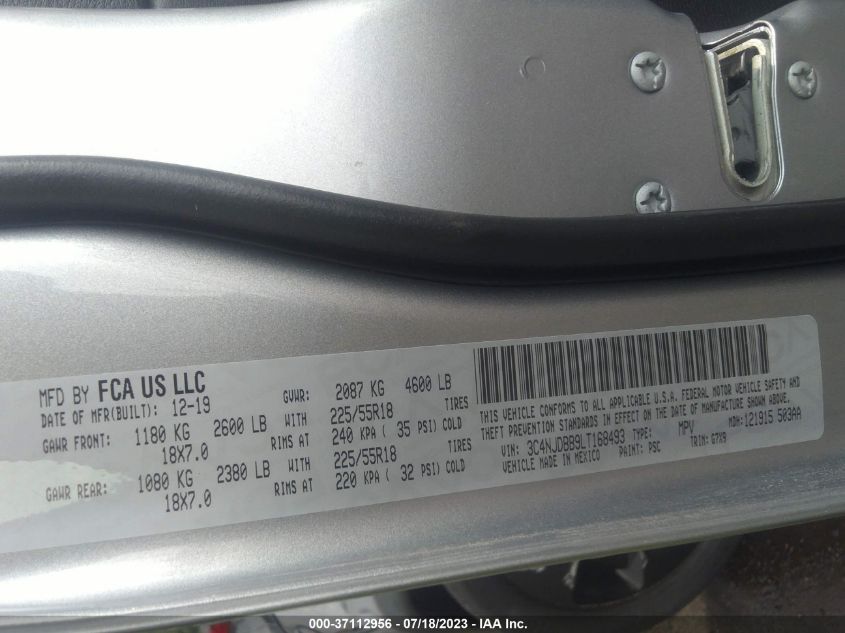 MFD BY FCA US LLC
DATE OF MFR(BUILT): 12-19 GVWR: 2087 KG 4600 LB
GAWR FRONT: 1180 KG 2600 LB WITH 225/55R18 TIRES
18X7.0 RIMS AT 240 KPA ( 35 PSI) COLD
GAWR REAR: 1080 KG 2380 LB WITH 225/55R18 TIRES
18X7.0 RIMS AT 220 KPA ( 32 PSI) COLD
THIS VEHICLE CONFORMS TO ALL APPLICABLE U.S.A. FEDERAL MOTOR VEHICLE SAFETY AND
THEFT PREVENTION STANDARDS IN EFFECT ON THE DATE OF MANUFACTURE SHOWN ABOVE.
VIN: 3C4NJDBB9LT168493 TYPE: MPV MDH: 121915 503AA
VEHICLE MADE IN MEXICO PAINT: PSC TRIM: G7X9
000-37112956 - 07/18/2023 - IAA Inc.